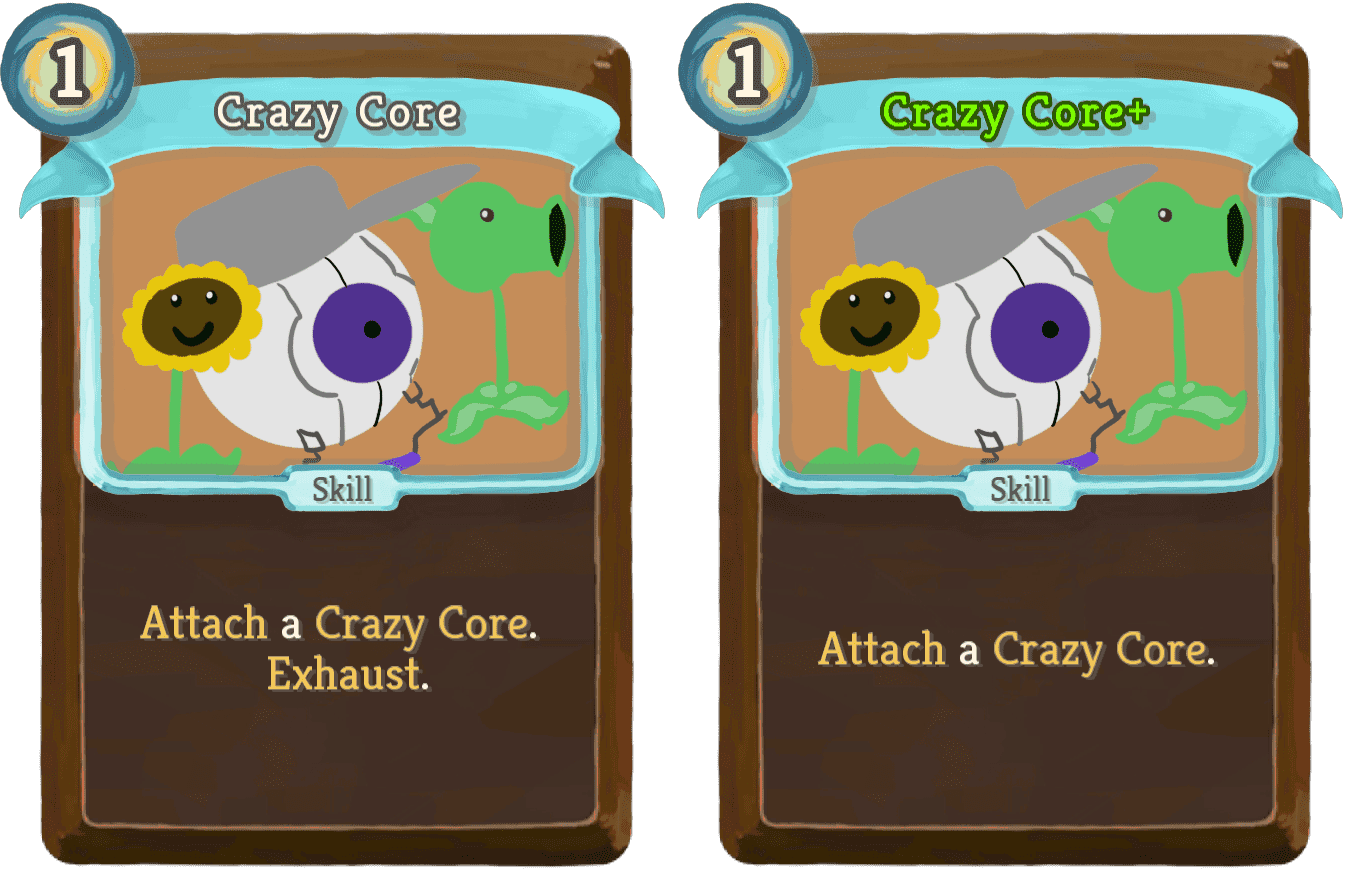 1
Crazy Core
Skill
Attach a Crazy Core.
Exhaust.
1
Crazy Core+
Skill
Attach a Crazy Core.